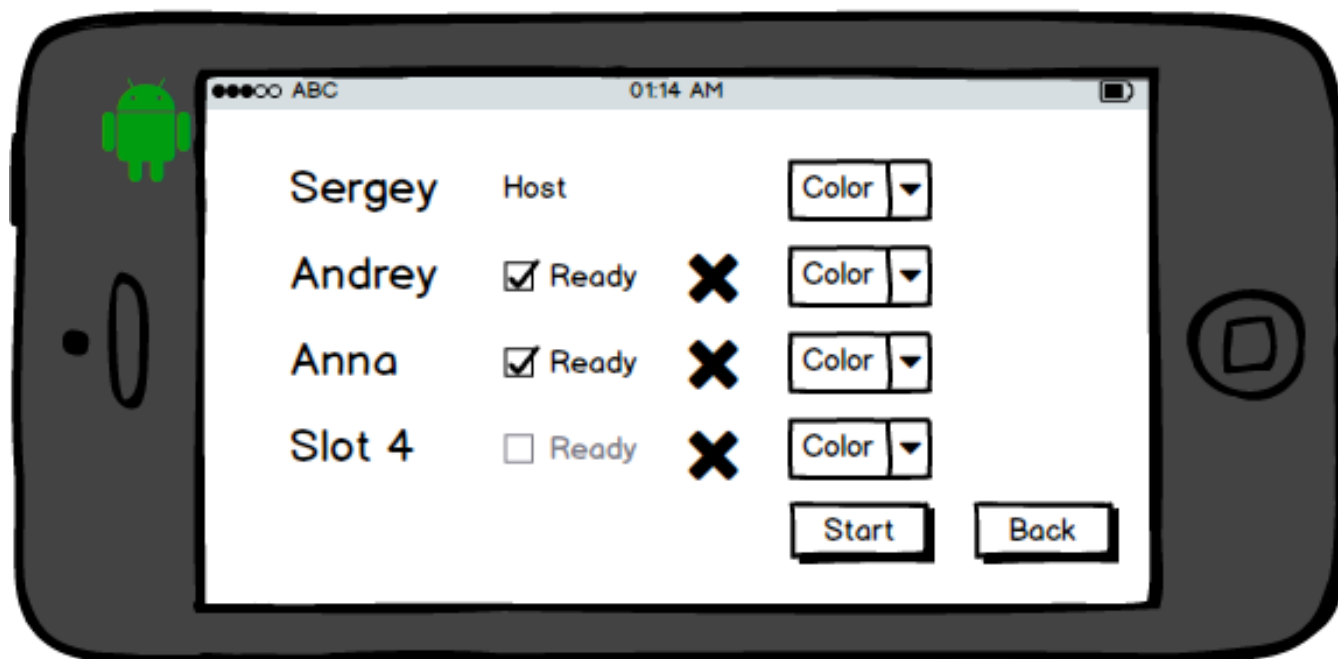 ABC 01:14 AM
Sergey Host Color
Andrey Ready Color
Anna Ready Color
Slot 4 Ready Color
Start Back